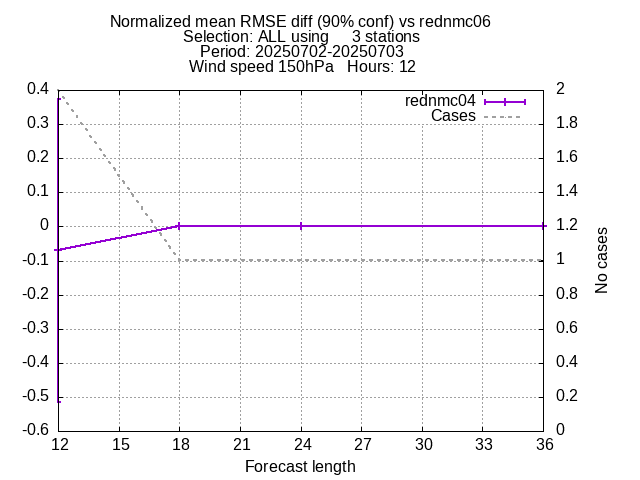 Normalized mean RMSE diff (90% conf) vs rednmc06
Selection: ALL using     3 stations
Period: 20250702-20250703
Wind speed 150hPa   Hours: 12
rednmc04
Cases
0.4
0.3
0.2
0.1
0
-0.1
-0.2
-0.3
-0.4
-0.5
-0.6
2
1.8
1.6
1.4
1.2
1
0.8
0.6
0.4
0.2
0
No cases
12 15 18 21 24 27 30 33 36
Forecast length